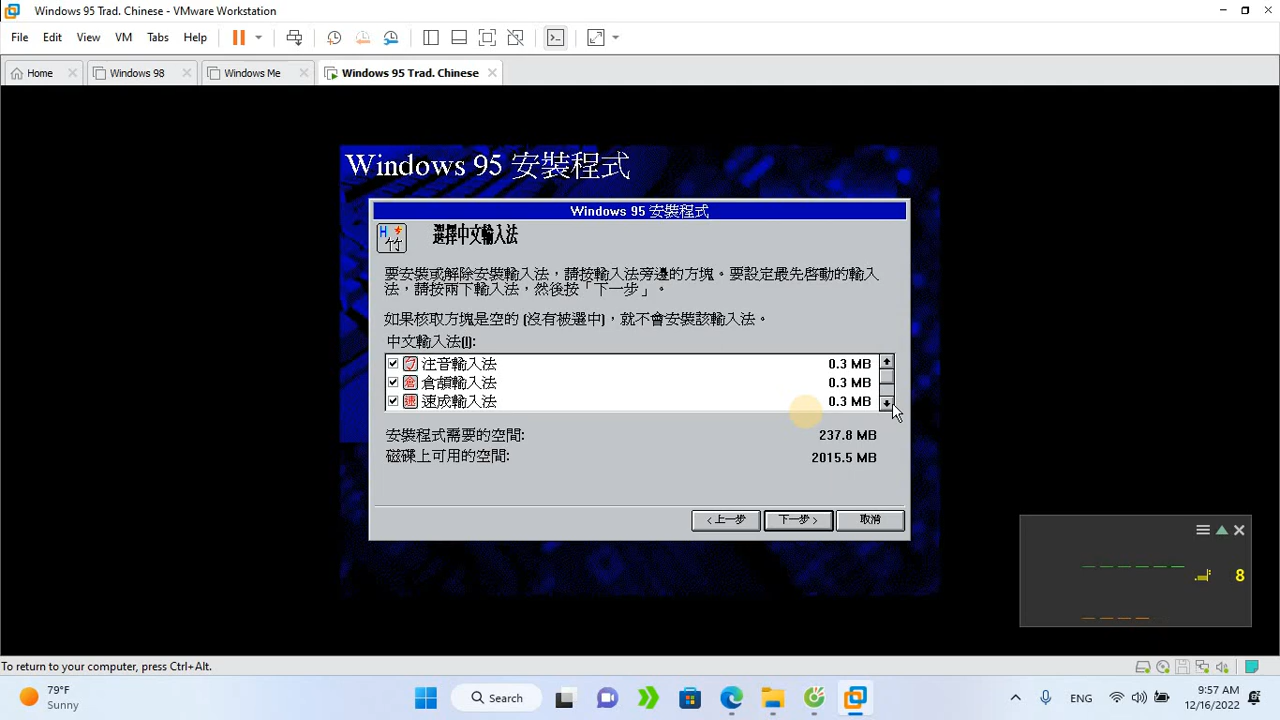 Windows 95 Trad. Chinese - VMware Workstation
File Edit View VM Tabs Help
Home Windows 98 Windows Me Windows 95 Trad. Chinese
Windows 95 安裝程式
Windows 95 安裝程式
H
竹
選擇中文輸入法
要安裝或解除安裝輸入法，請按輸入法旁邊的方塊。要設定最先啓動的輸入
法，請按兩下輸入法，然後按「下一步」。
如果核取方塊是空的 (沒有被選中)，就不會安裝該輸入法。
中文輸入法(I):
注音輸入法 0.3 MB
倉 倉頡輸入法 0.3 MB
速 速成輸入法 0.3 MB
安裝程式需要的空間: 237.8 MB
磁碟上可用的空間: 2015.5 MB
<上一步 下一步> 取消
8
To return to your computer, press Ctrl+Alt.
79°F
Sunny
Search
ENG
9:57 AM
12/16/2022